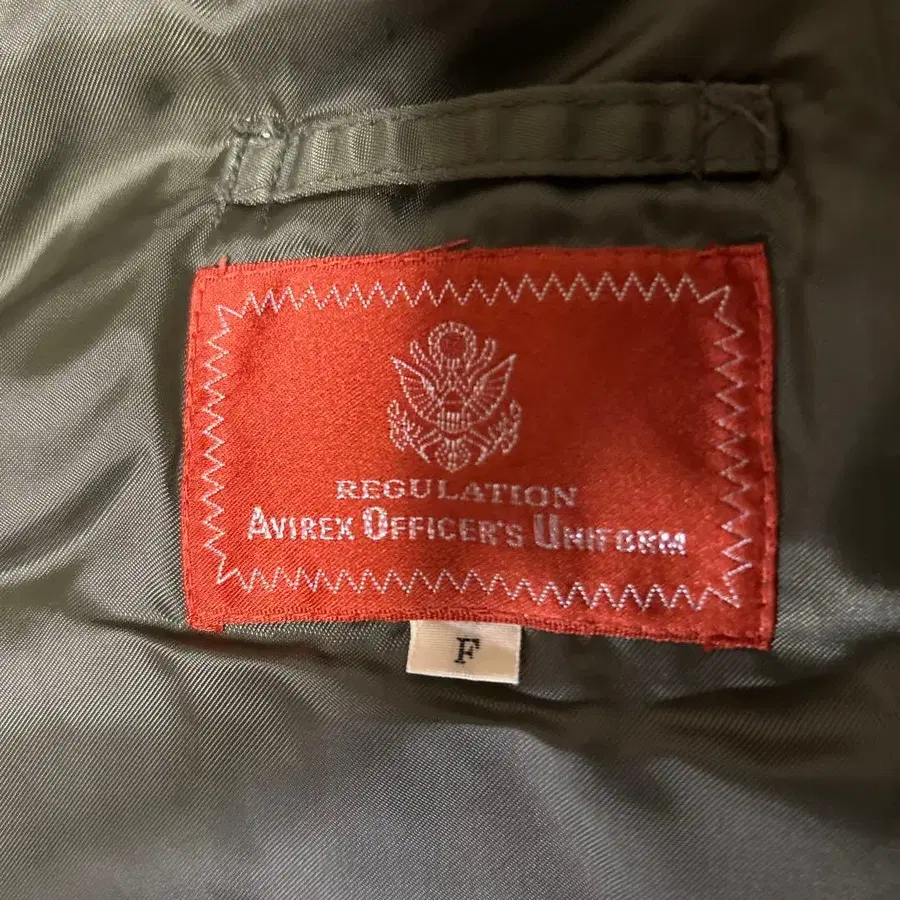 REGULATION
AVIREX OFFICER'S UNIFORM
F